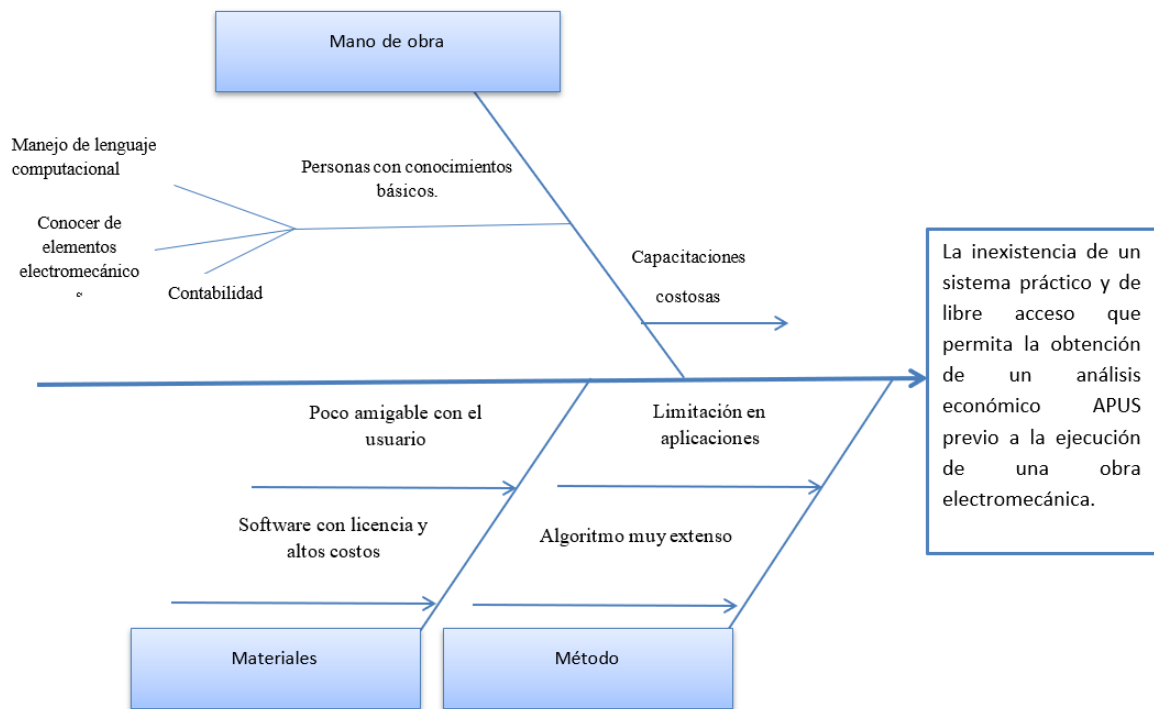 Mano de obra
Manejo de lenguaje
computacional
Personas con conocimientos
básicos.
Conocer de
elementos
electromecánico
Contabilidad
Capacitaciones
costosas
La inexistencia de un
sistema práctico y de
libre acceso que
permita la obtención
de un análisis
económico APUS
previo a la ejecución
de una obra
electromecánica.
Poco amigable con el
usuario
Limitación en
aplicaciones
Software con licencia y
altos costos
Algoritmo muy extenso
Materiales
Método